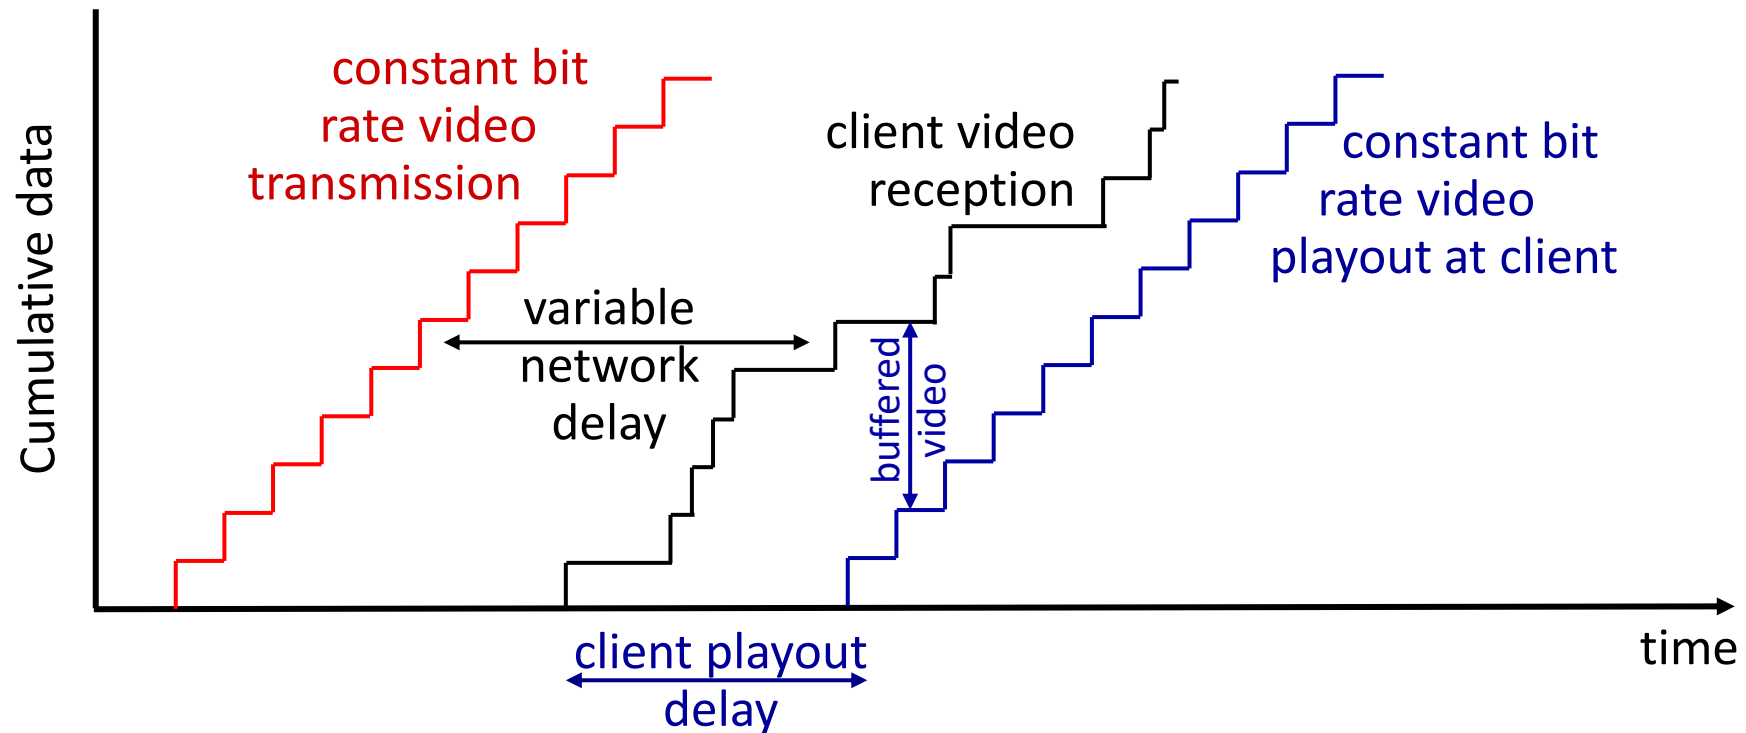 constant bit
rate video
transmission
client video
reception
constant bit
rate video
playout at client
Cumulative data
variable
network
delay
buffered
video
client playout
delay
time